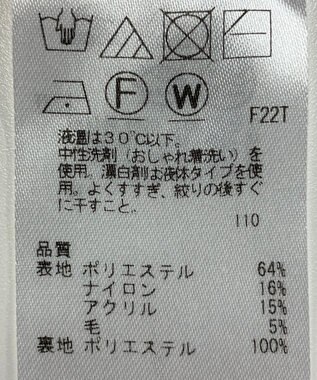 F W F22T
液温は30℃以下。
中性洗剤（おしゃれ着洗い）を
使用。漂白剤は液体タイプを使
用。よくすすぎ、絞りの後すぐ
に干すこと。
110
品質
表地 ポリエステル 64%
ナイロン 16%
アクリル 15%
毛 5%
裏地 ポリエステル 100%